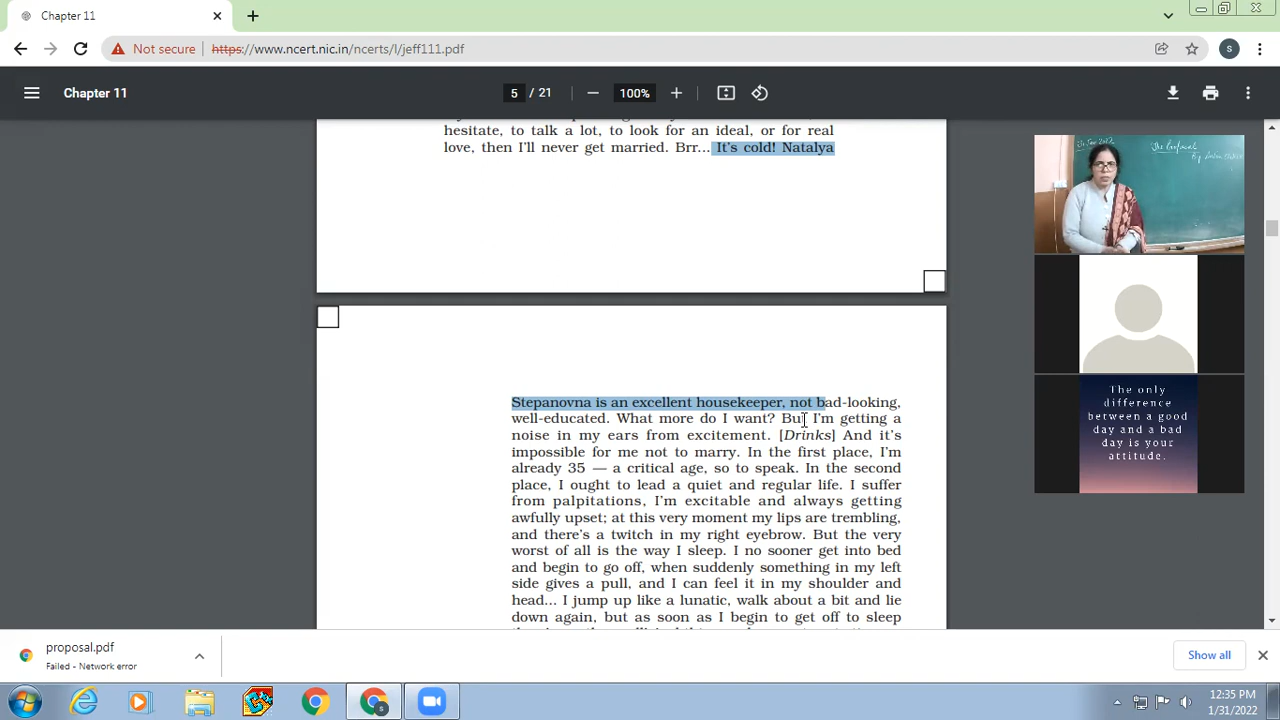 Chapter 11
Not secure
https://www.ncert.nic.in/ncerts/l/jeff111.pdf
S
Chapter 11
5 / 21
100%
hesitate, to talk a lot, to look for an ideal, or for real
love, then I'll never get married. Brr... It's cold! Natalya
Stepanovna is an excellent housekeeper, not bad-looking,
well-educated. What more do I want? But I'm getting a
noise in my ears from excitement. [Drinks] And it's
impossible for me not to marry. In the first place, I'm
already 35 — a critical age, so to speak. In the second
place, I ought to lead a quiet and regular life. I suffer
from palpitations, I'm excitable and always getting
awfully upset; at this very moment my lips are trembling,
and there's a twitch in my right eyebrow. But the very
worst of all is the way I sleep. I no sooner get into bed
and begin to go off, when suddenly something in my left
side gives a pull, and I can feel it in my shoulder and
head... I jump up like a lunatic, walk about a bit and lie
down again, but as soon as I begin to get off to sleep
The Proposal
The only
difference
between a good
day and a bad
day is your
attitude.
proposal.pdf
Failed - Network error
Show all
12:35 PM
1/31/2022